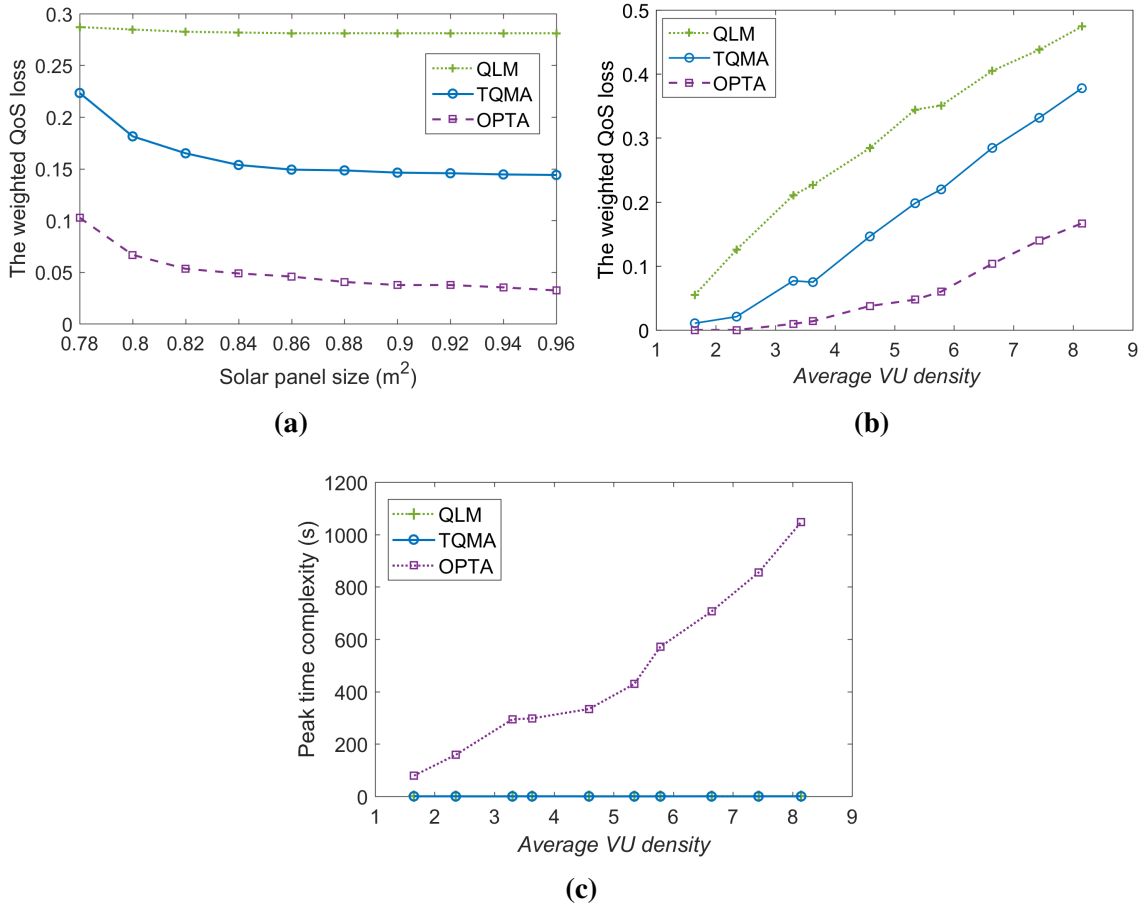 The weighted QoS loss
0.3
0.25
0.2
0.15
0.1
0.05
0
QLM
TQMA
OPTA
0.78 0.8 0.82 0.84 0.86 0.88 0.9 0.92 0.94 0.96
Solar panel size (m²)
(a)
The weighted QoS loss
0.5
0.4
0.3
0.2
0.1
0
QLM
TQMA
OPTA
1 2 3 4 5 6 7 8 9
Average VU density
(b)
Peak time complexity (s)
1200
1000
800
600
400
200
0
QLM
TQMA
OPTA
1 2 3 4 5 6 7 8 9
Average VU density
(c)